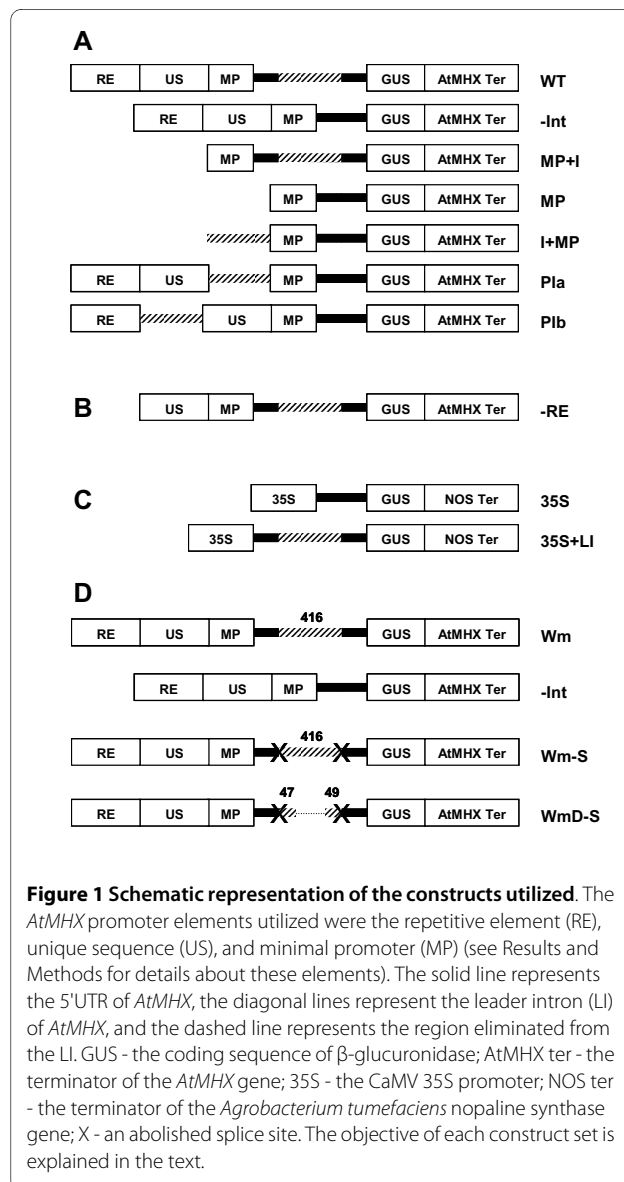 A
RE US MP GUS AtMHX Ter WT
RE US MP GUS AtMHX Ter -Int
MP GUS AtMHX Ter MP+I
MP GUS AtMHX Ter MP
MP GUS AtMHX Ter I+MP
RE US MP GUS AtMHX Ter PIa
RE US MP GUS AtMHX Ter PIb
B US MP GUS AtMHX Ter -RE
C 35S GUS NOS Ter 35S
35S GUS NOS Ter 35S+LI
D
416
RE US MP GUS AtMHX Ter Wm
RE US MP GUS AtMHX Ter -Int
416
RE US MP X X GUS AtMHX Ter Wm-S
47 49
RE US MP X X GUS AtMHX Ter WmD-S
Figure 1 Schematic representation of the constructs utilized. The
AtMHX promoter elements utilized were the repetitive element (RE),
unique sequence (US), and minimal promoter (MP) (see Results and
Methods for details about these elements). The solid line represents
the 5'UTR of AtMHX, the diagonal lines represent the leader intron (LI)
of AtMHX, and the dashed line represents the region eliminated from
the LI. GUS - the coding sequence of β-glucuronidase; AtMHX ter - the
terminator of the AtMHX gene; 35S - the CaMV 35S promoter; NOS ter
- the terminator of the Agrobacterium tumefaciens nopaline synthase
gene; X - an abolished splice site. The objective of each construct set is
explained in the text.